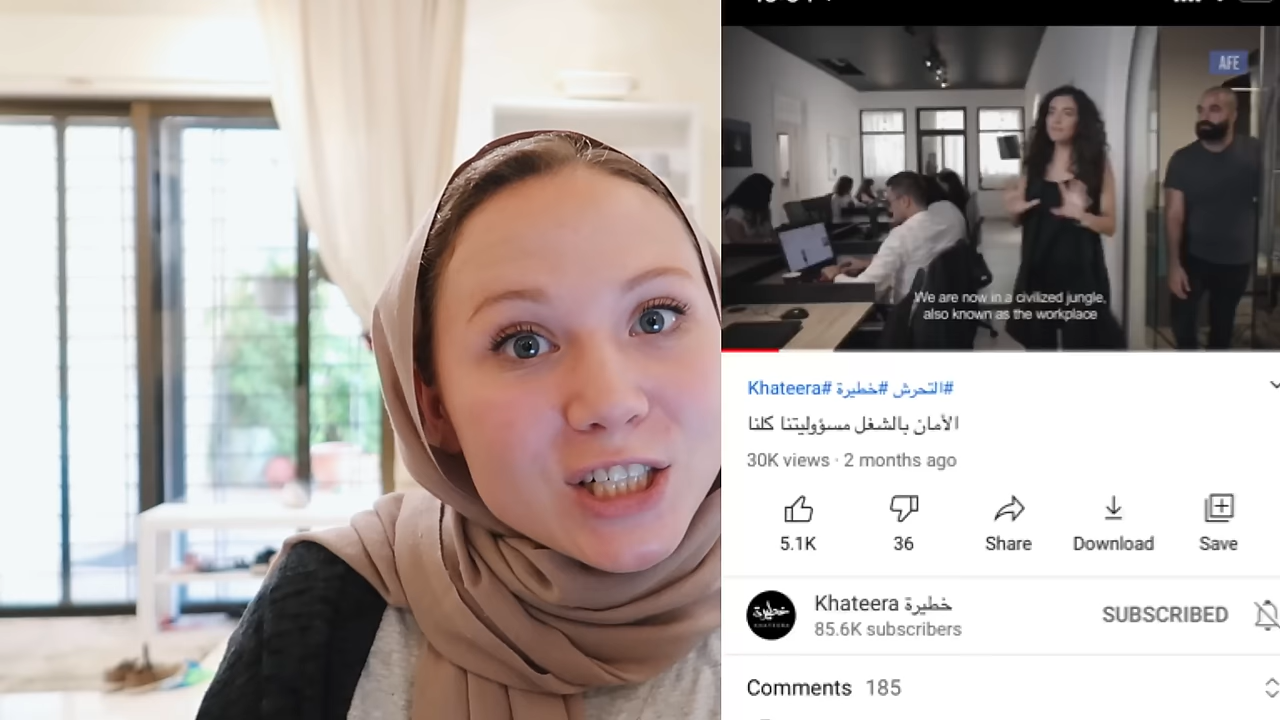 AFE
We are now in a civilized jungle,
also known as the workplace
#التحرش #خطيرة #Khateera
الأمان بالشغل مسؤوليتنا كلنا
30K views · 2 months ago
5.1K
36
Share
Download
Save
Khateera خطيرة
85.6K subscribers
SUBSCRIBED
خطيرة
KHATEERA
Comments 185